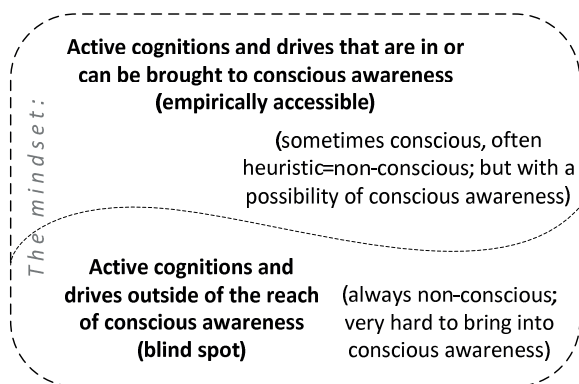 The mindset:
Active cognitions and drives that are in or
can be brought to conscious awareness
(empirically accessible)
(sometimes conscious, often
heuristic=non-conscious; but with a
possibility of conscious awareness)
Active cognitions and
drives outside of the reach
of conscious awareness
(blind spot)
(always non-conscious;
very hard to bring into
conscious awareness)